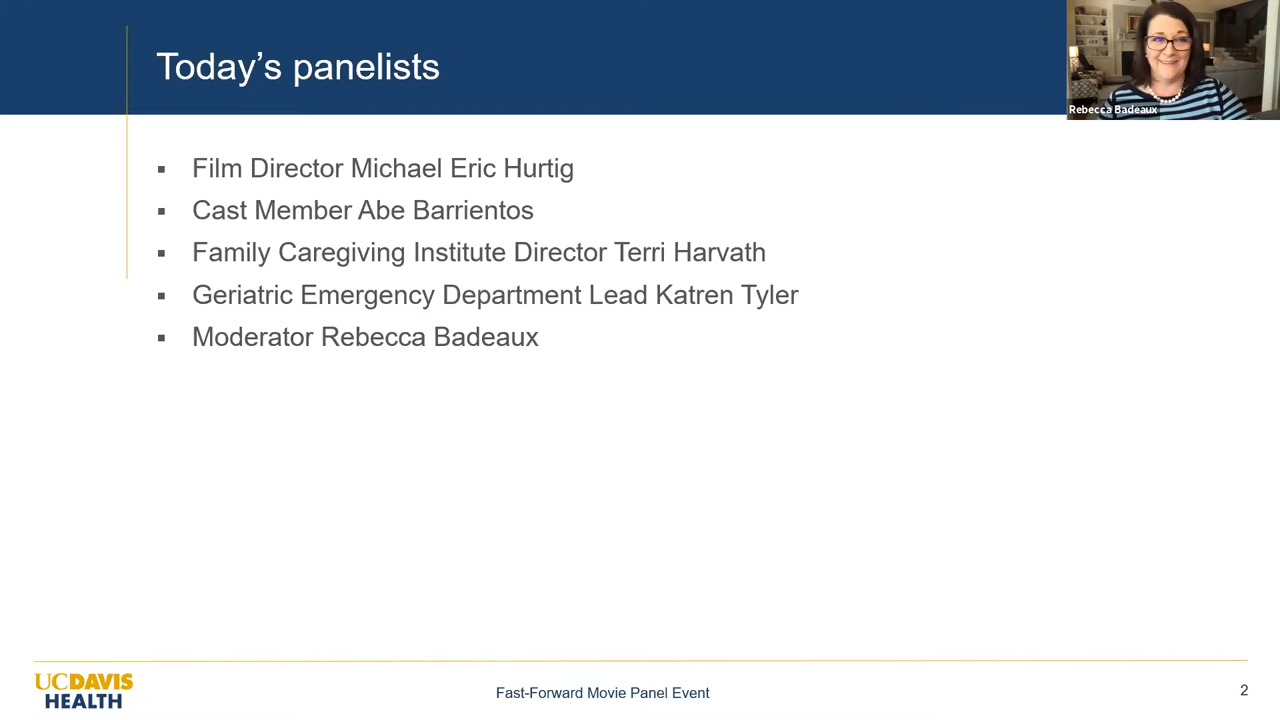 Today's panelists
Rebecca Badeaux
▪ Film Director Michael Eric Hurtig
▪ Cast Member Abe Barrientos
▪ Family Caregiving Institute Director Terri Harvath
▪ Geriatric Emergency Department Lead Katren Tyler
▪ Moderator Rebecca Badeaux
UCDAVIS
HEALTH
Fast-Forward Movie Panel Event
2